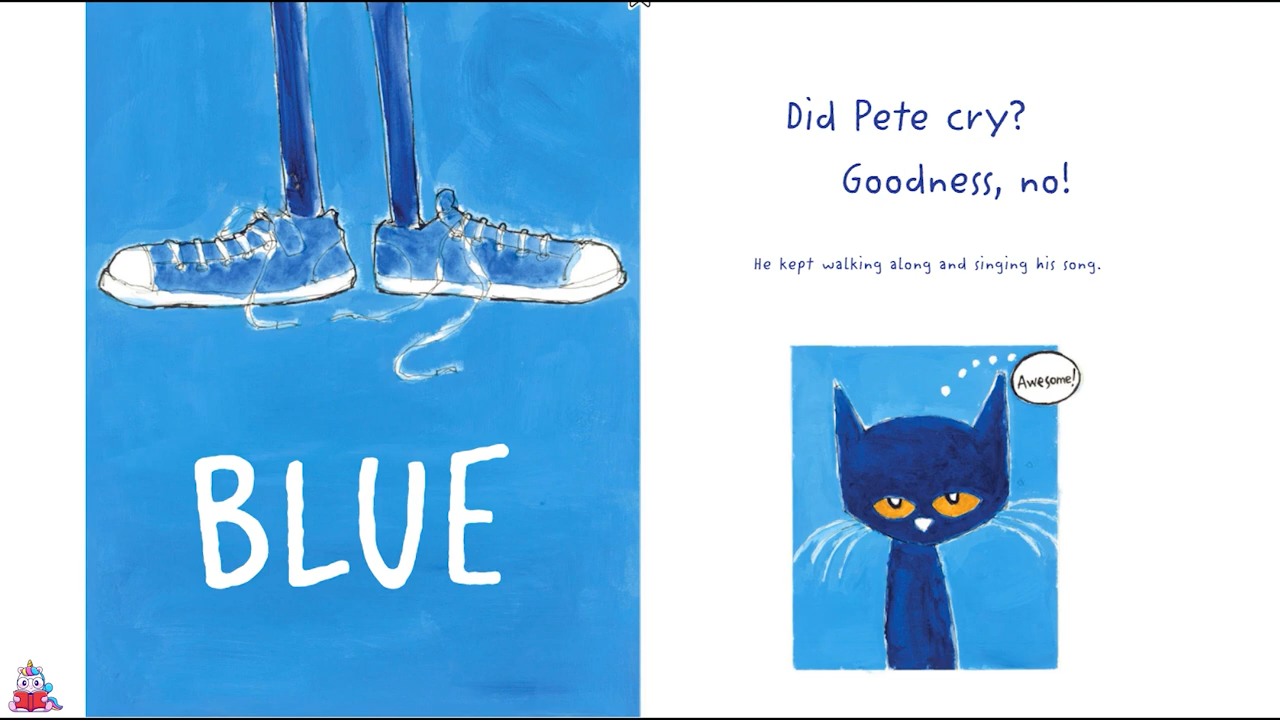 BLUE
Did Pete cry?
Goodness, no!
He kept walking along and singing his song.
Awesome!